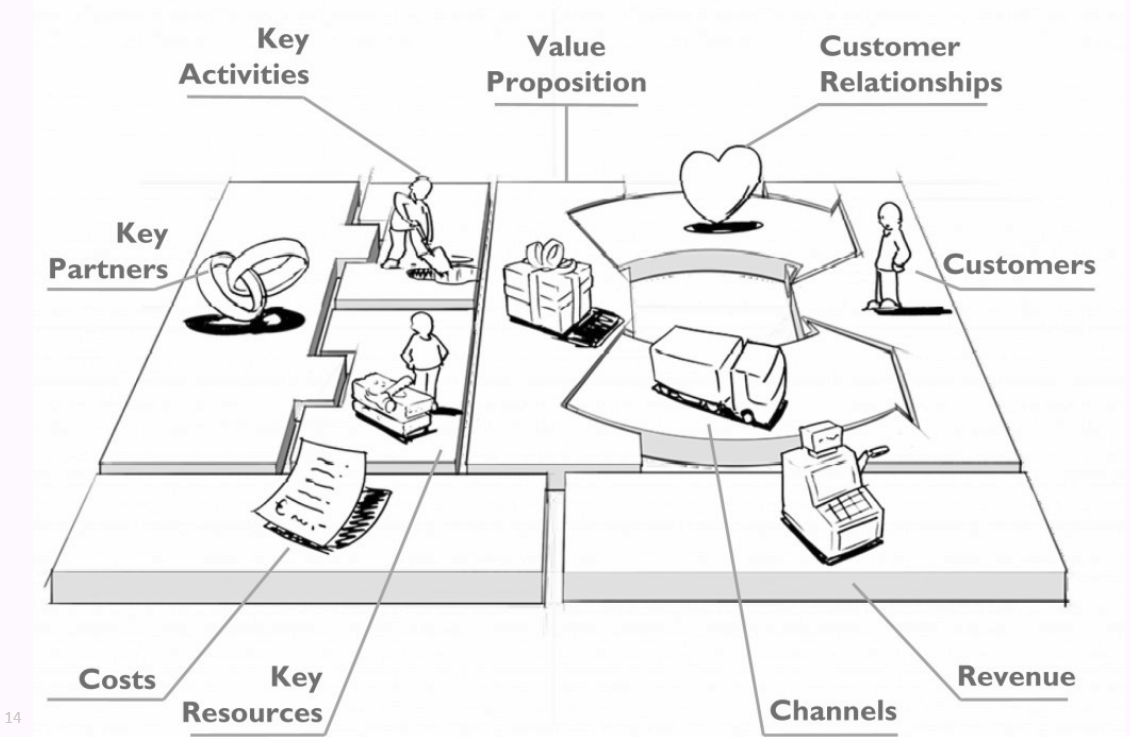 Key
Activities
Value
Proposition
Customer
Relationships
Key
Partners
Customers
€
Costs
Key
Resources
Channels
Revenue
14